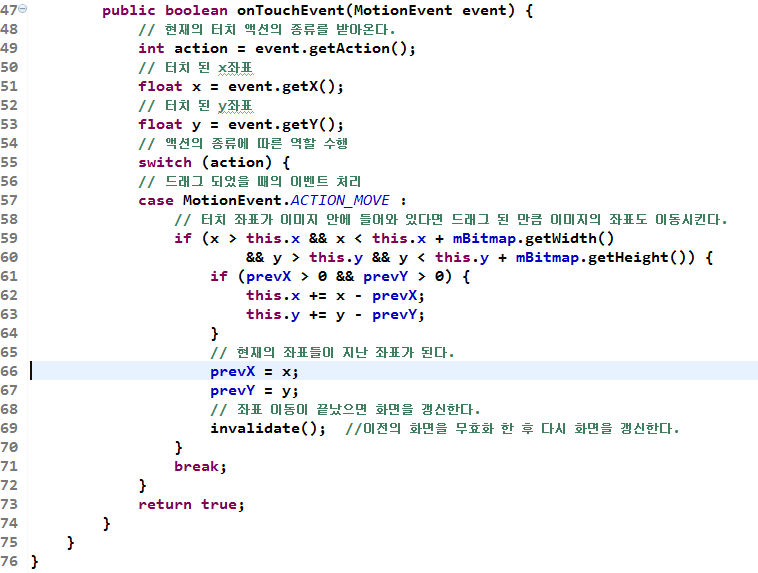 47 public boolean onTouchEvent(MotionEvent event) {
48 // 현재의 터치 액션의 종류를 받아온다.
49 int action = event.getAction();
50 // 터치 된 x좌표
51 float x = event.getX();
52 // 터치 된 y좌표
53 float y = event.getY();
54 // 액션의 종류에 따른 역할 수행
55 switch (action) {
56 // 드래그 되었을 때의 이벤트 처리
57 case MotionEvent.ACTION_MOVE :
58 // 터치 좌표가 이미지 안에 들어와 있다면 드래그 된 만큼 이미지의 좌표도 이동시킨다.
59 if (x > this.x && x < this.x + mBitmap.getWidth()
60 && y > this.y && y < this.y + mBitmap.getHeight()) {
61 if (prevX > 0 && prevY > 0) {
62 this.x += x - prevX;
63 this.y += y - prevY;
64 }
65 // 현재의 좌표들이 지난 좌표가 된다.
66 prevX = x;
67 prevY = y;
68 // 좌표 이동이 끝났으면 화면을 갱신한다.
69 invalidate(); //이전의 화면을 무효화 한 후 다시 화면을 갱신한다.
70 }
71 break;
72 }
73 return true;
74 }
75 }
76 }